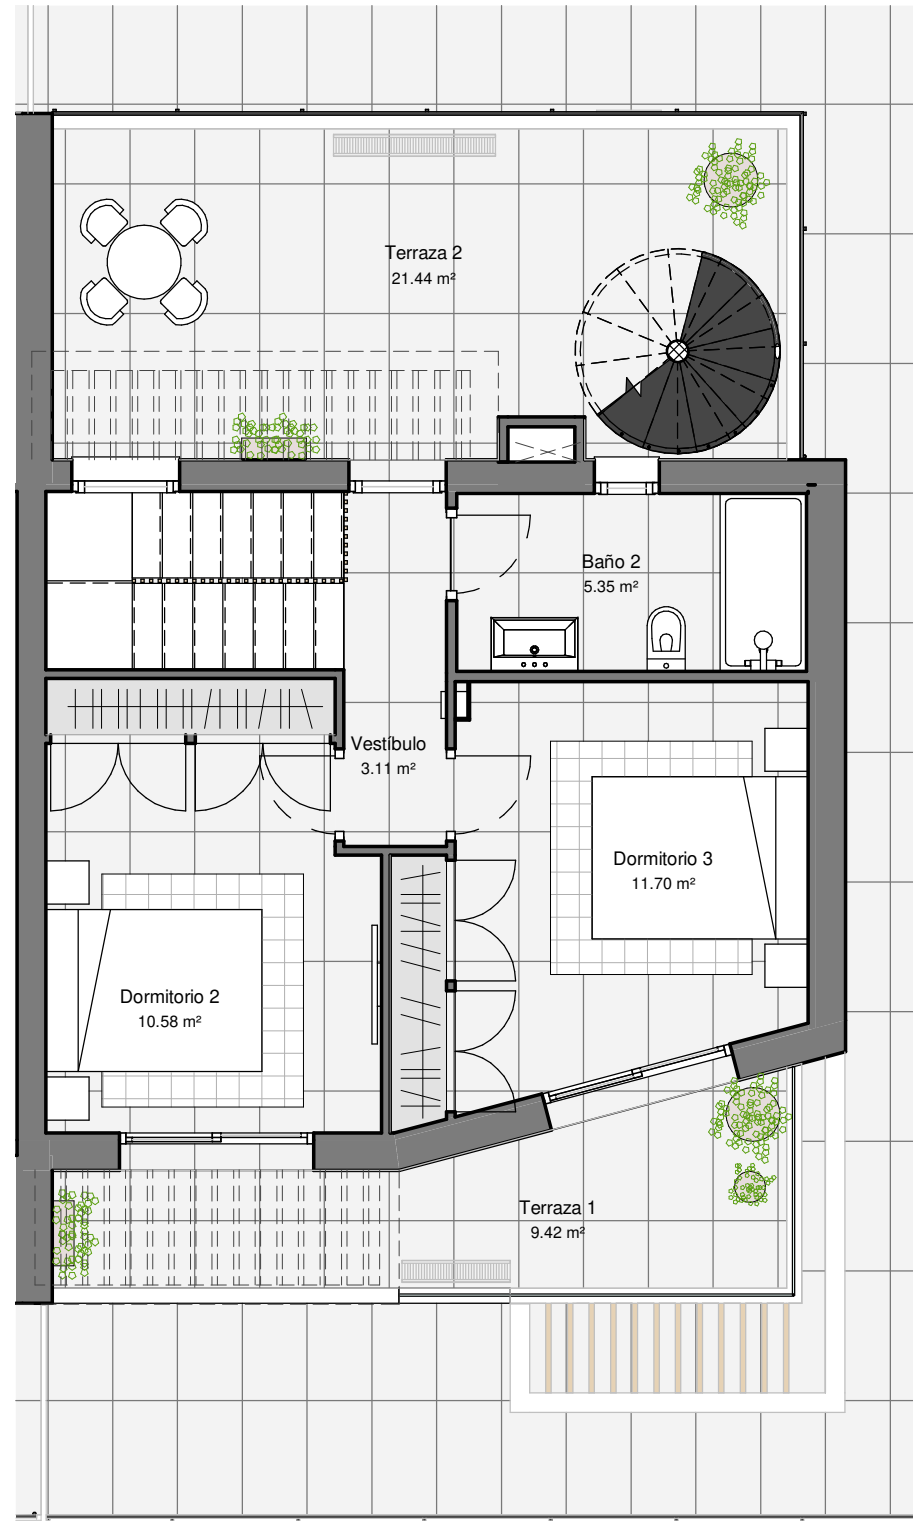 Terraza 2
21.44 m²
Baño 2
5.35 m²
Vestíbulo
3.11 m²
Dormitorio 3
11.70 m²
Dormitorio 2
10.58 m²
Terraza 1
9.42 m²